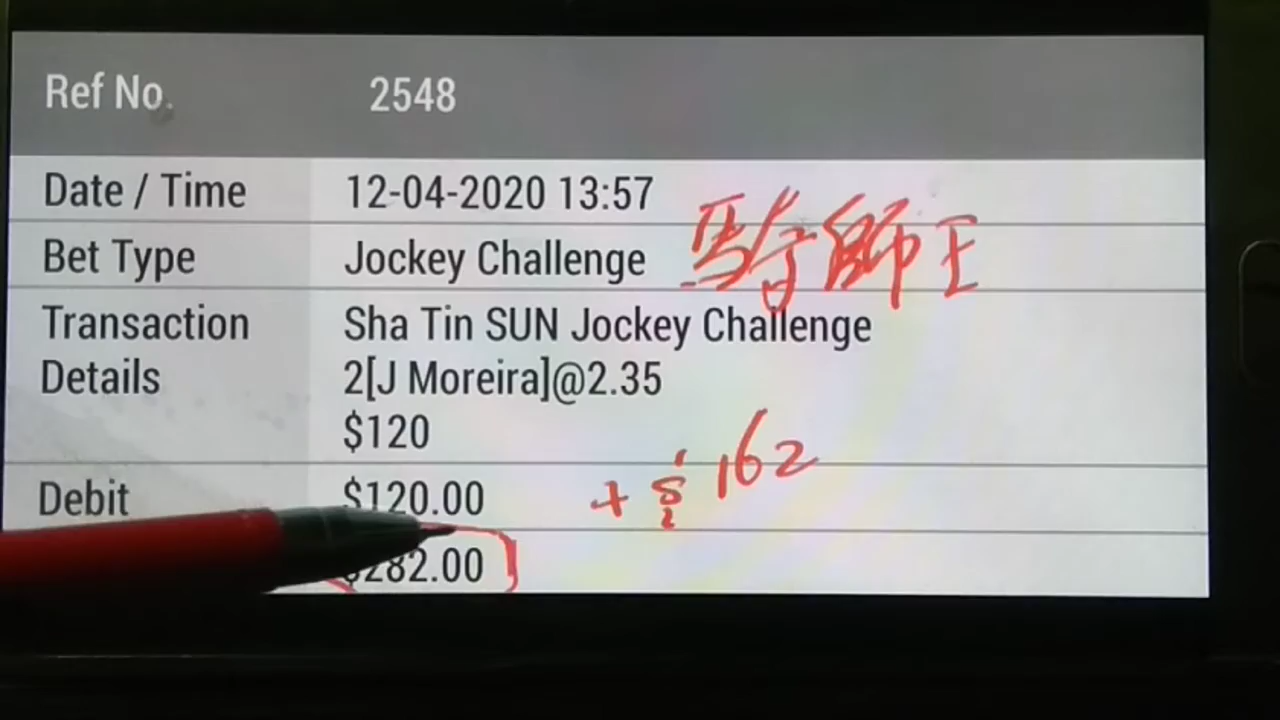 Ref No. 2548
Date / Time 12-04-2020 13:57
Bet Type Jockey Challenge 騎師王
Transaction Sha Tin SUN Jockey Challenge
Details 2[J Moreira]@2.35
$120
Debit $120.00 + $ 162
$282.00